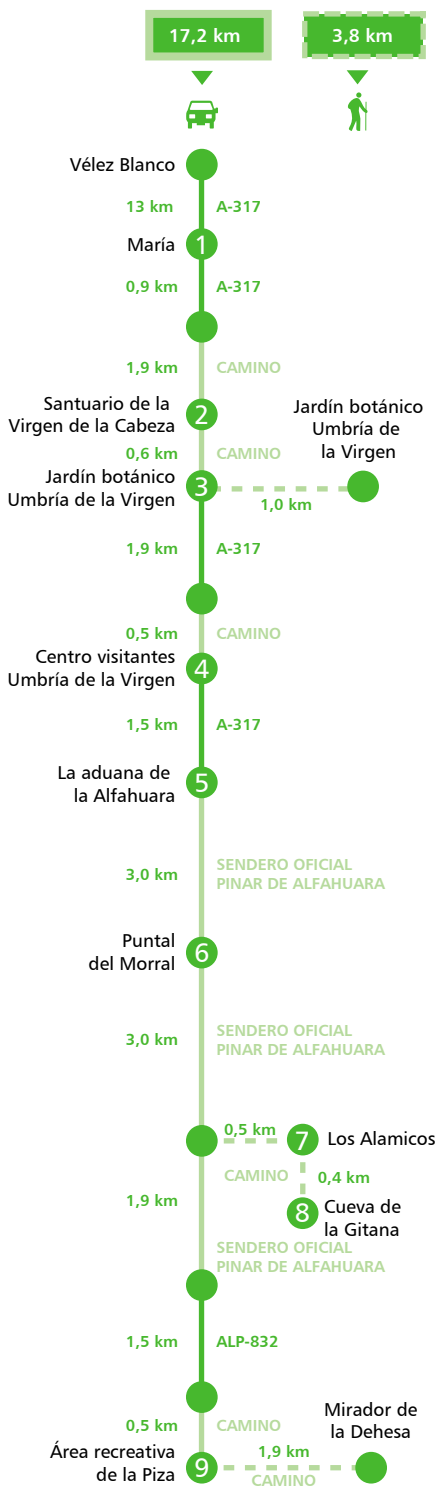 17,2 km
3,8 km
Vélez Blanco
13 km
A-317
María
1
0,9 km
A-317
1,9 km
CAMINO
Santuario de la
Virgen de la Cabeza
2
0,6 km
CAMINO
Jardín botánico
Umbría de la Virgen
3
Jardín botánico
Umbría de
la Virgen
1,0 km
1,9 km
A-317
0,5 km
CAMINO
Centro visitantes
Umbría de la Virgen
4
1,5 km
A-317
La aduana de
la Alfahuara
5
3,0 km
SENDERO OFICIAL
PINAR DE ALFAHUARA
Puntal
del Morral
6
3,0 km
SENDERO OFICIAL
PINAR DE ALFAHUARA
0,5 km
7
Los Alamicos
CAMINO
0,4 km
8
Cueva de
la Gitana
1,9 km
SENDERO OFICIAL
PINAR DE ALFAHUARA
1,5 km
ALP-832
0,5 km
CAMINO
Área recreativa
de la Piza
9
1,9 km
CAMINO
Mirador de
la Dehesa